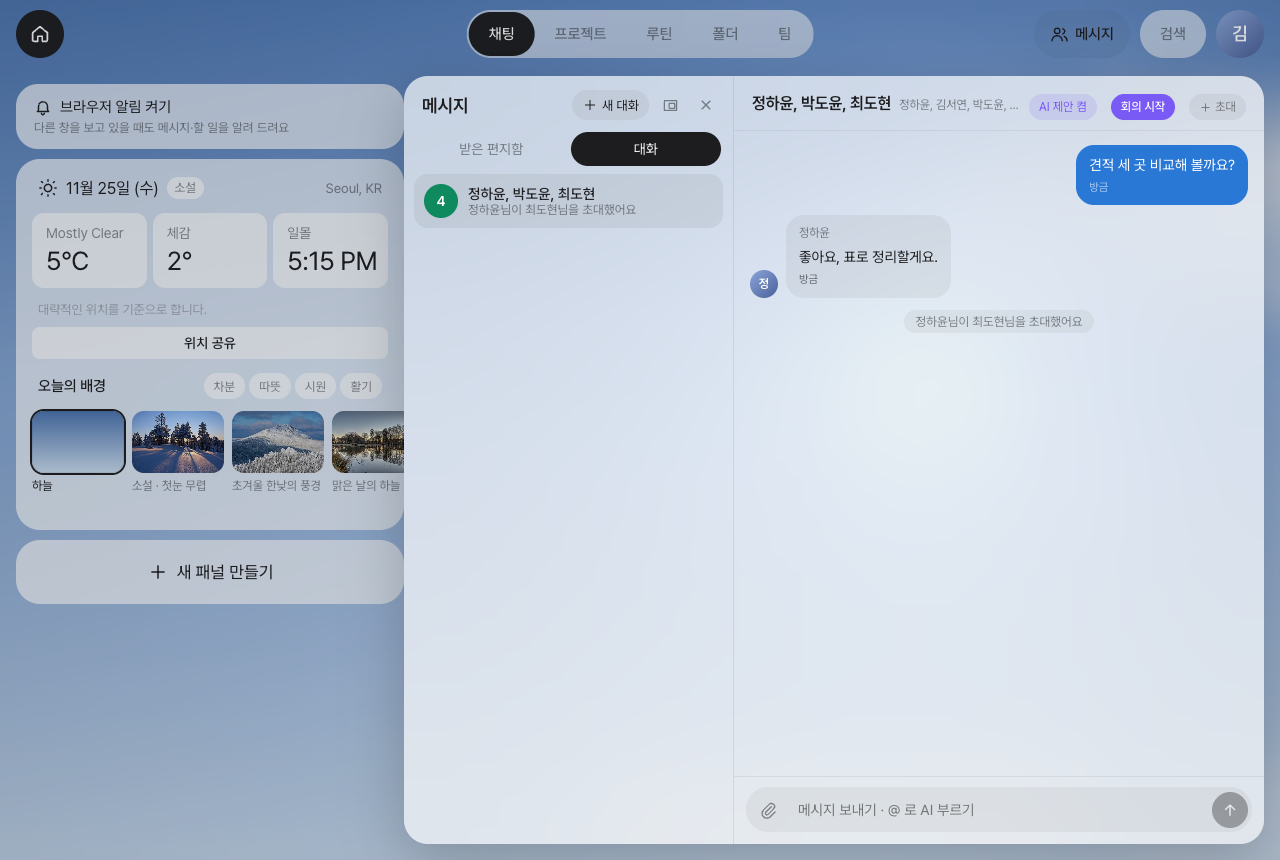 채팅
프로젝트
루틴
폴더
팀
메시지
검색
김
브라우저 알림 켜기
다른 창을 보고 있을 때도 메시지·할 일을 알려 드려요
11월 25일 (수)
소설
Seoul, KR
Mostly Clear
5°C
체감
2°
일몰
5:15 PM
대략적인 위치를 기준으로 합니다.
위치 공유
오늘의 배경
차분
따뜻
시원
활기
하늘
소설 · 첫눈 무렵
초겨울 한낮의 풍경
맑은 날의 하늘
새 패널 만들기
메시지
새 대화
받은 편지함
대화
4
정하윤, 박도윤, 최도현
정하윤님이 최도현님을 초대했어요
정하윤, 박도윤, 최도현
정하윤, 김서연, 박도윤, ...
AI 제안 켬
회의 시작
초대
견적 세 곳 비교해 볼까요?
방금
정하윤
좋아요, 표로 정리할게요.
방금
정
정하윤님이 최도현님을 초대했어요
메시지 보내기 · @ 로 AI 부르기